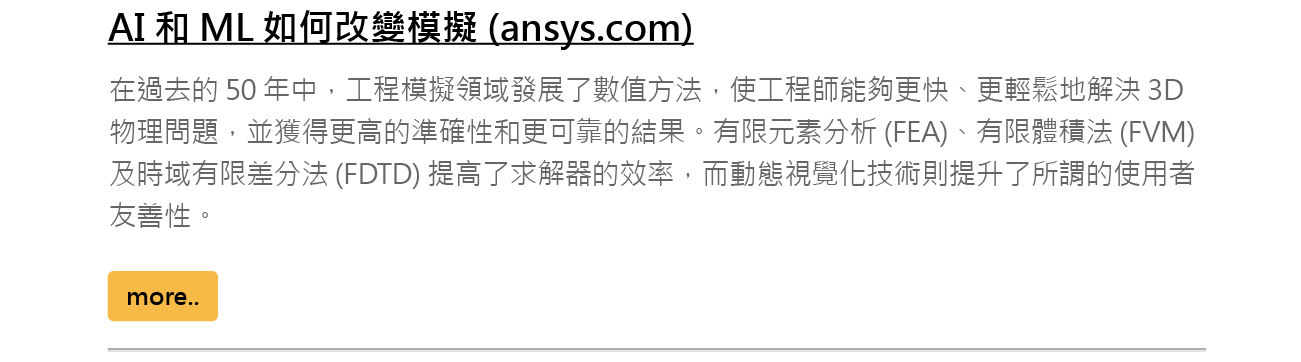 AI 和 ML 如何改變模擬 (ansys.com)
在過去的 50 年中，工程模擬領域發展了數值方法，使工程師能夠更快、更輕鬆地解決 3D
物理問題，並獲得更高的準確性和更可靠的結果。有限元素分析 (FEA)、有限體積法 (FVM)
及時域有限差分法 (FDTD) 提高了求解器的效率，而動態視覺化技術則提升了所謂的使用者
友善性。
more..